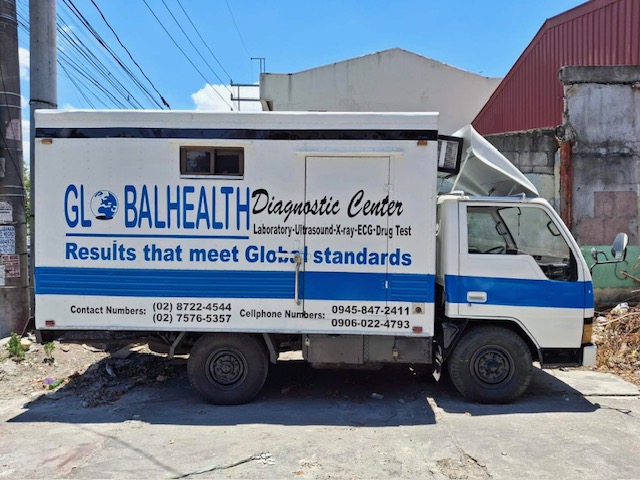 GLOBALHEALTH Diagnostic Center
Laboratory-Ultrasound-X-ray-ECG-Drug Test
Results that meet Global standards
Contact Numbers: (02) 8722-4544
(02) 7576-5357
Cellphone Numbers: 0945-847-2411
0906-022-4793